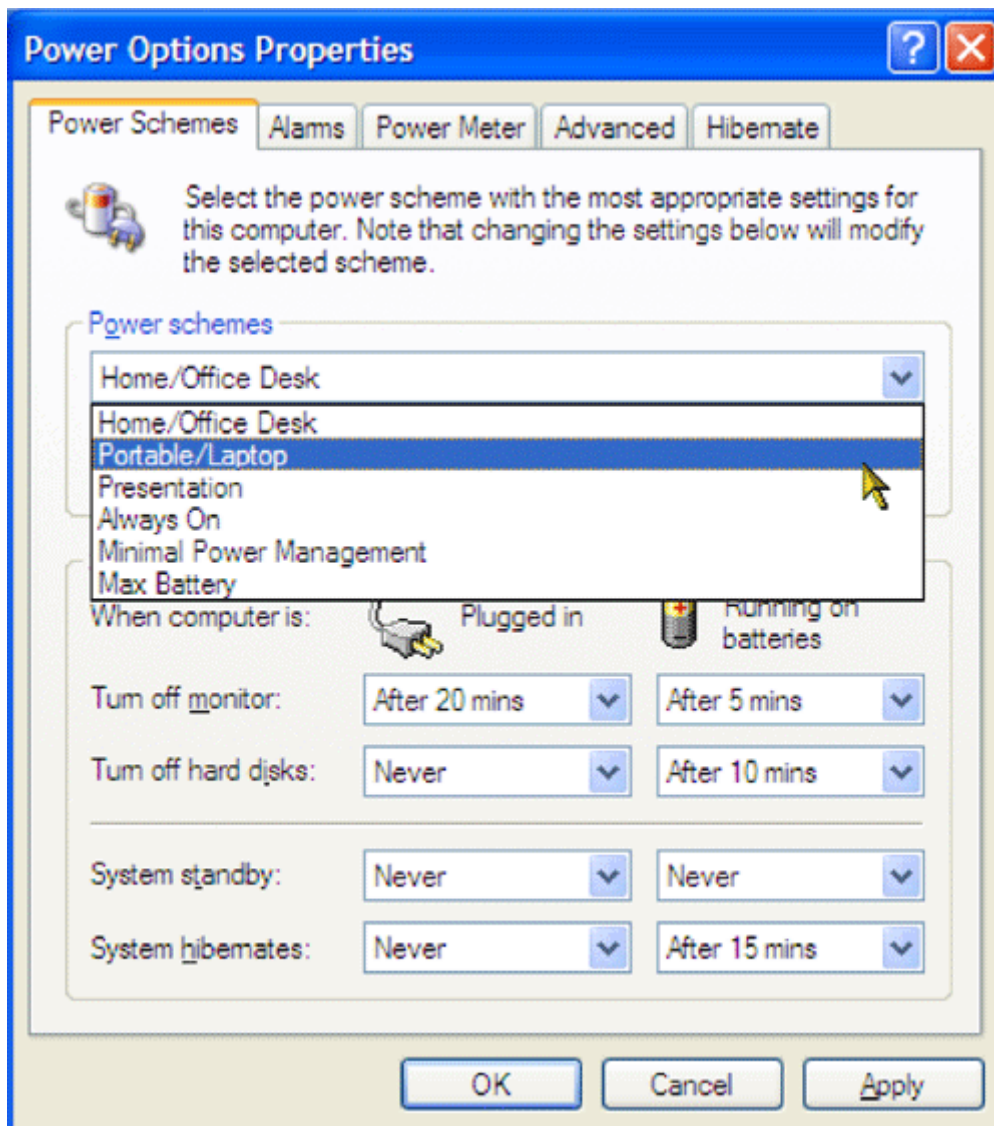 Power Options Properties
Power Schemes Alarms Power Meter Advanced Hibernate
Select the power scheme with the most appropriate settings for
this computer. Note that changing the settings below will modify
the selected scheme.
Power schemes
Home/Office Desk
Home/Office Desk
Portable/Laptop
Presentation
Always On
Minimal Power Management
Max Battery
When computer is: Plugged in Running on
batteries
Turn off monitor: After 20 mins After 5 mins
Turn off hard disks: Never After 10 mins
System standby: Never Never
System hibernates: Never After 15 mins
OK Cancel Apply